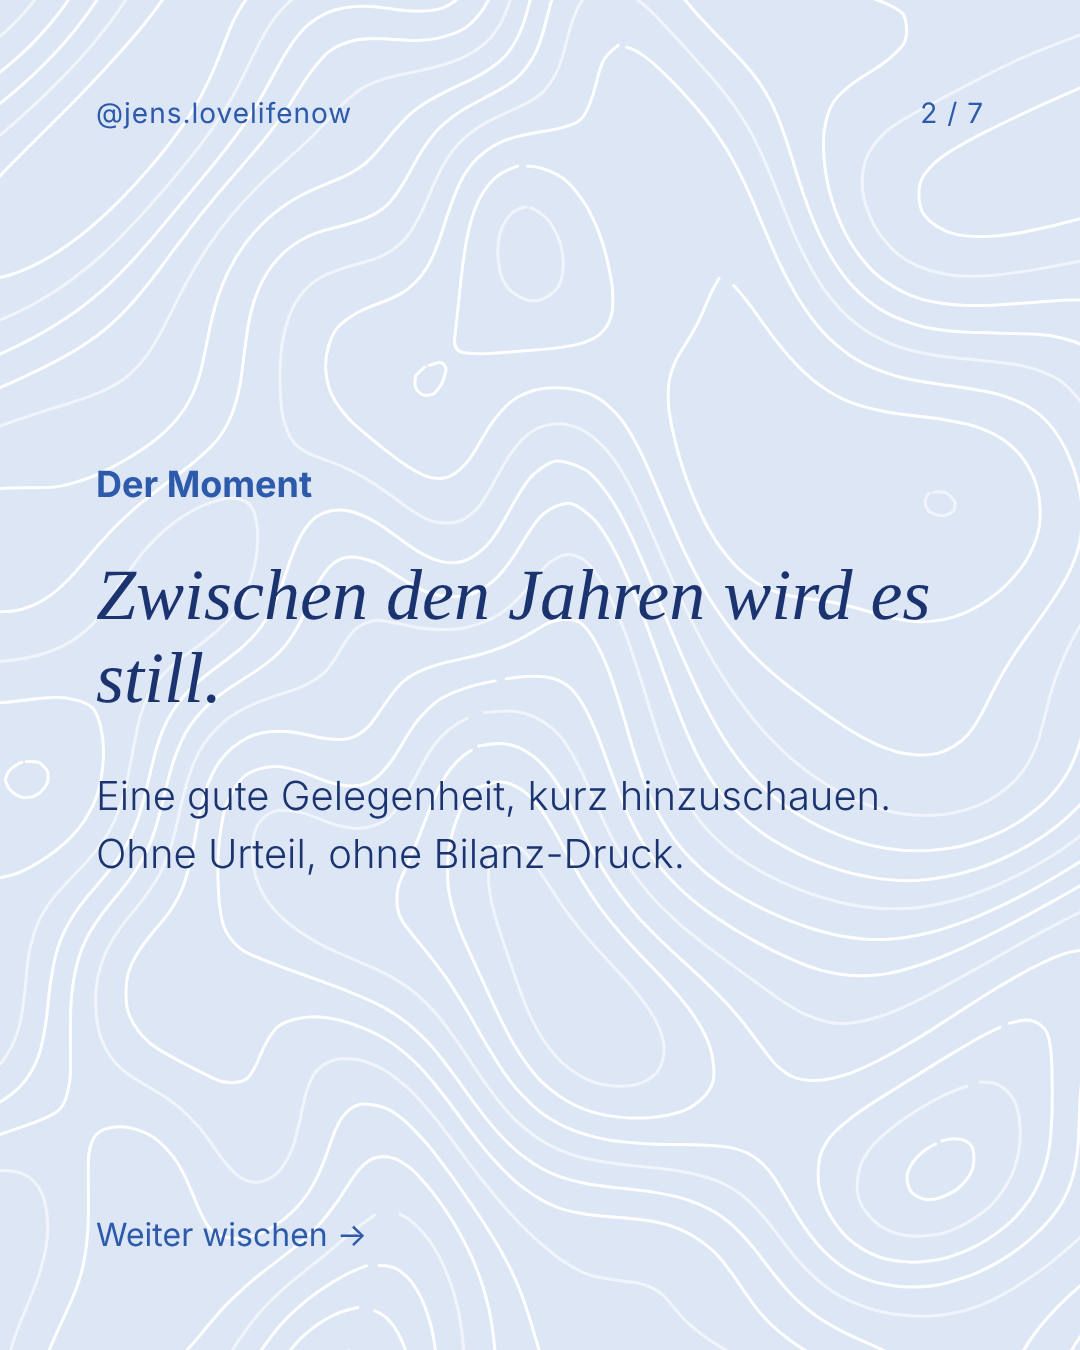 @jens.lovelifenow
2 / 7
Der Moment
Zwischen den Jahren wird es
still.
Eine gute Gelegenheit, kurz hinzuschauen.
Ohne Urteil, ohne Bilanz-Druck.
Weiter wischen →